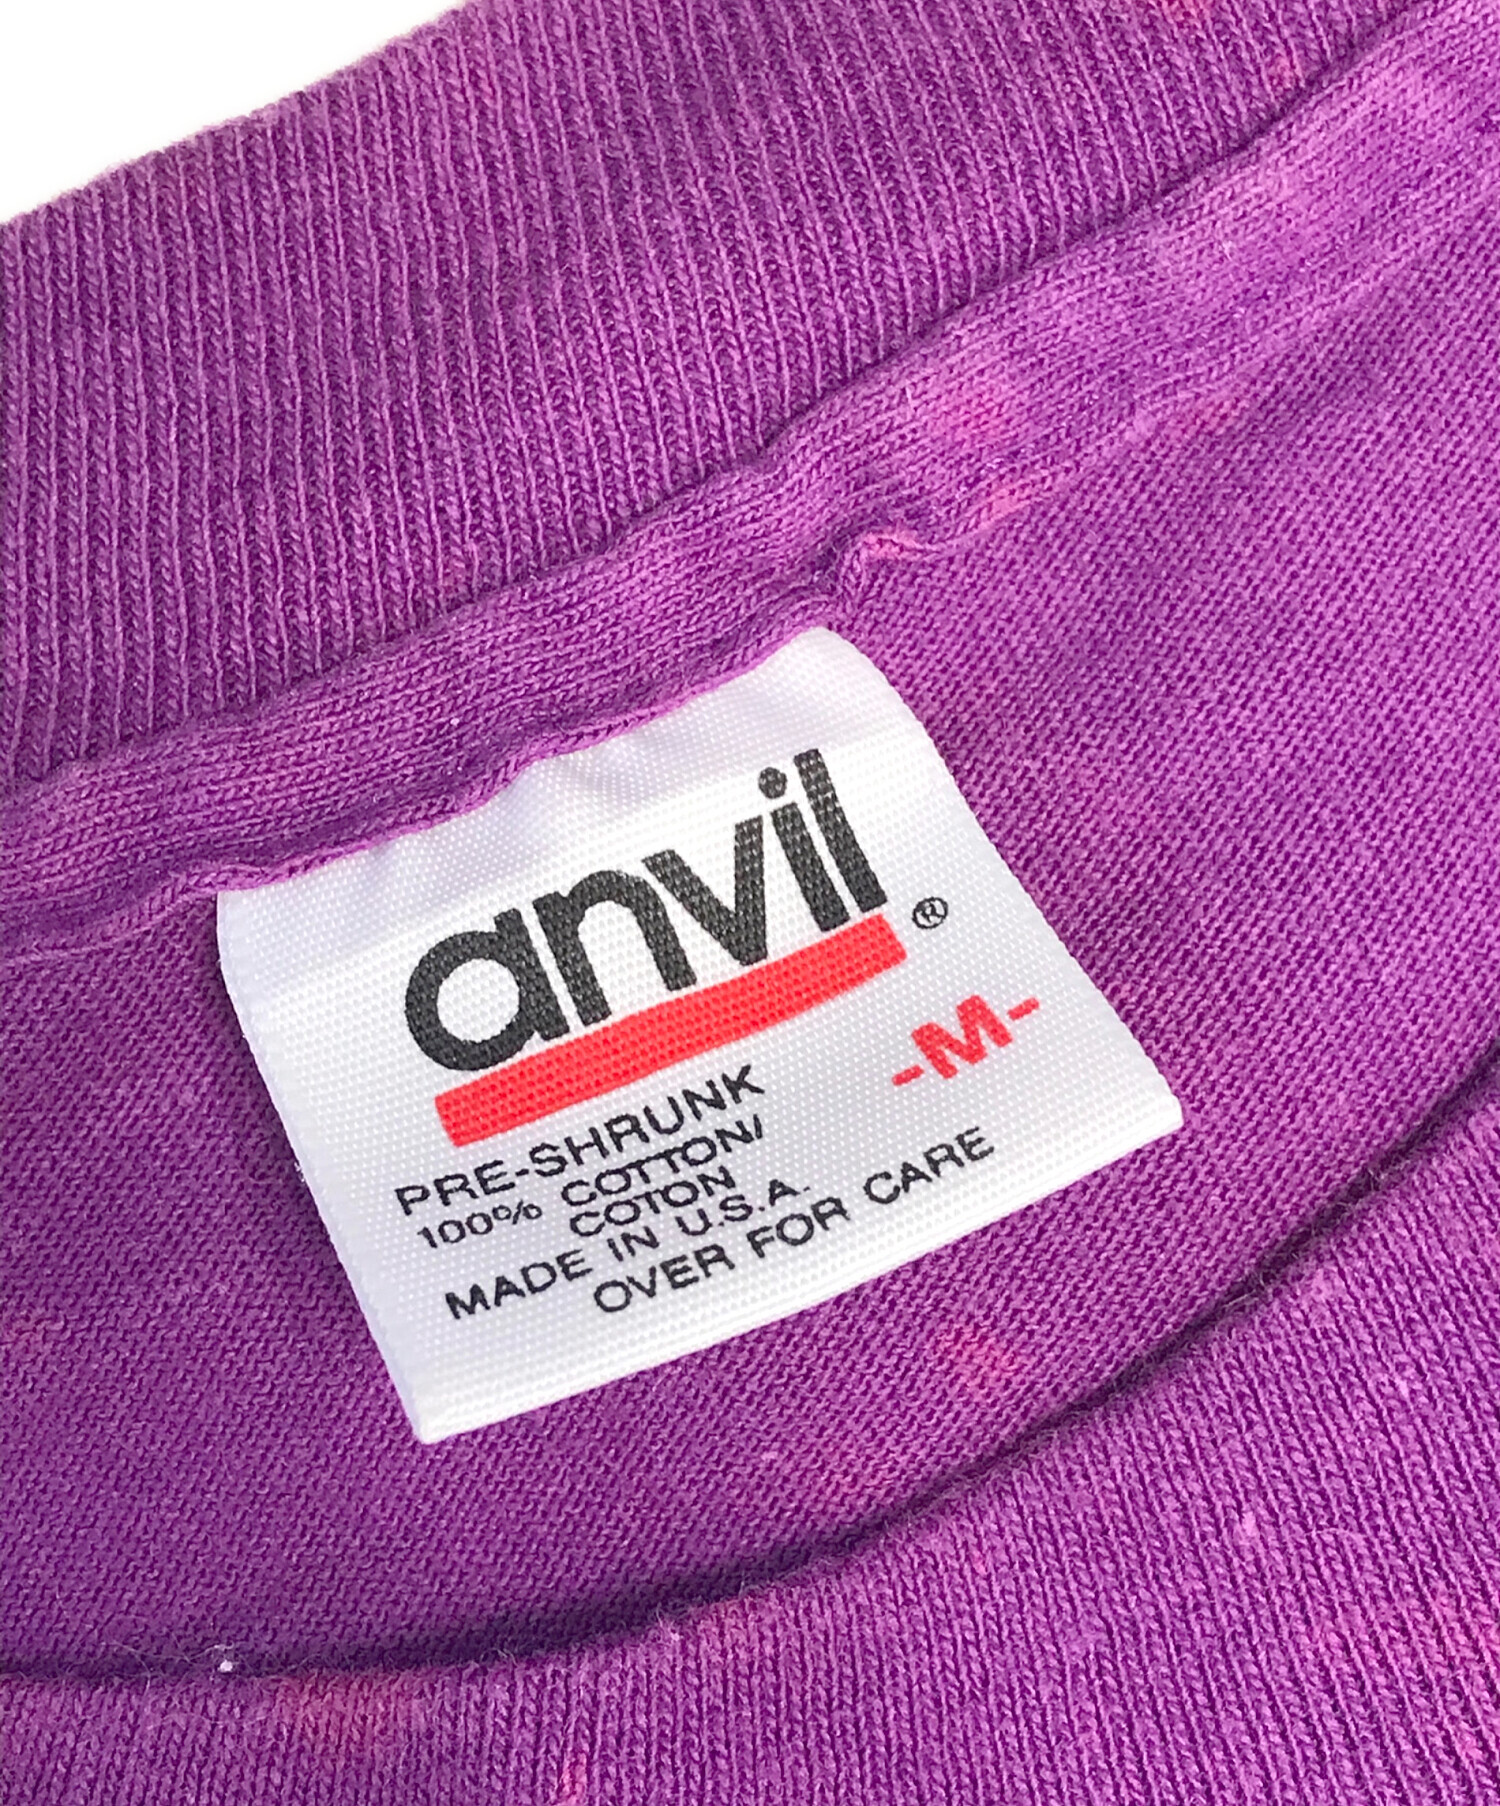 anvil®
-M-
PRE-SHRUNK
100% COTTON/
COTON
MADE IN U.S.A.
OVER FOR CARE